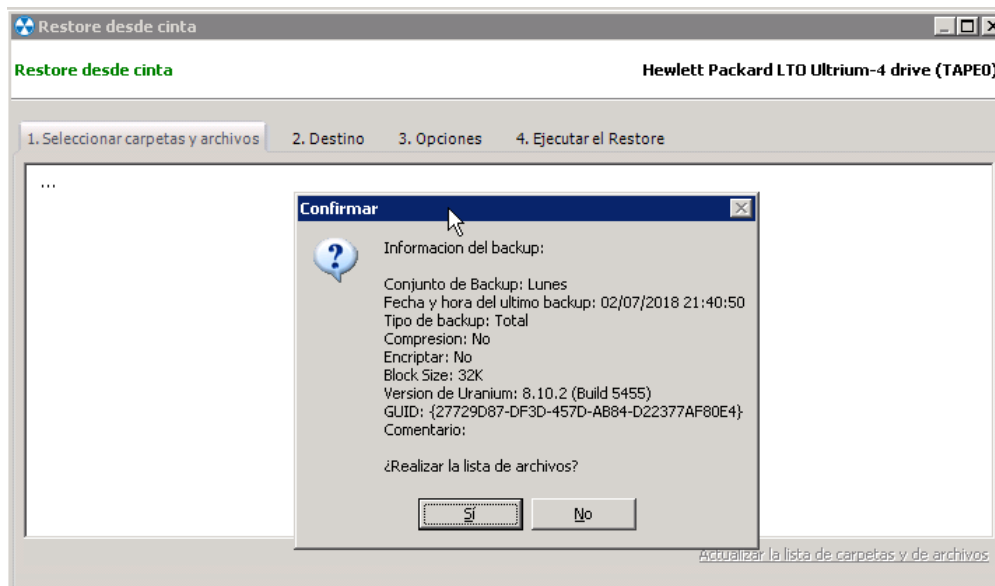 Restore desde cinta
Restore desde cinta
Hewlett Packard LTO Ultrium-4 drive (TAPE0)
1. Seleccionar carpetas y archivos
2. Destino
3. Opciones
4. Ejecutar el Restore
...
Confirmar
Informacion del backup:
Conjunto de Backup: Lunes
Fecha y hora del ultimo backup: 02/07/2018 21:40:50
Tipo de backup: Total
Compresion: No
Encriptar: No
Block Size: 32K
Version de Uranium: 8.10.2 (Build 5455)
GUID: {27729D87-DF3D-457D-AB84-D22377AF80E4}
Comentario:
¿Realizar la lista de archivos?
Sí
No
Actualizar la lista de carpetas y de archivos